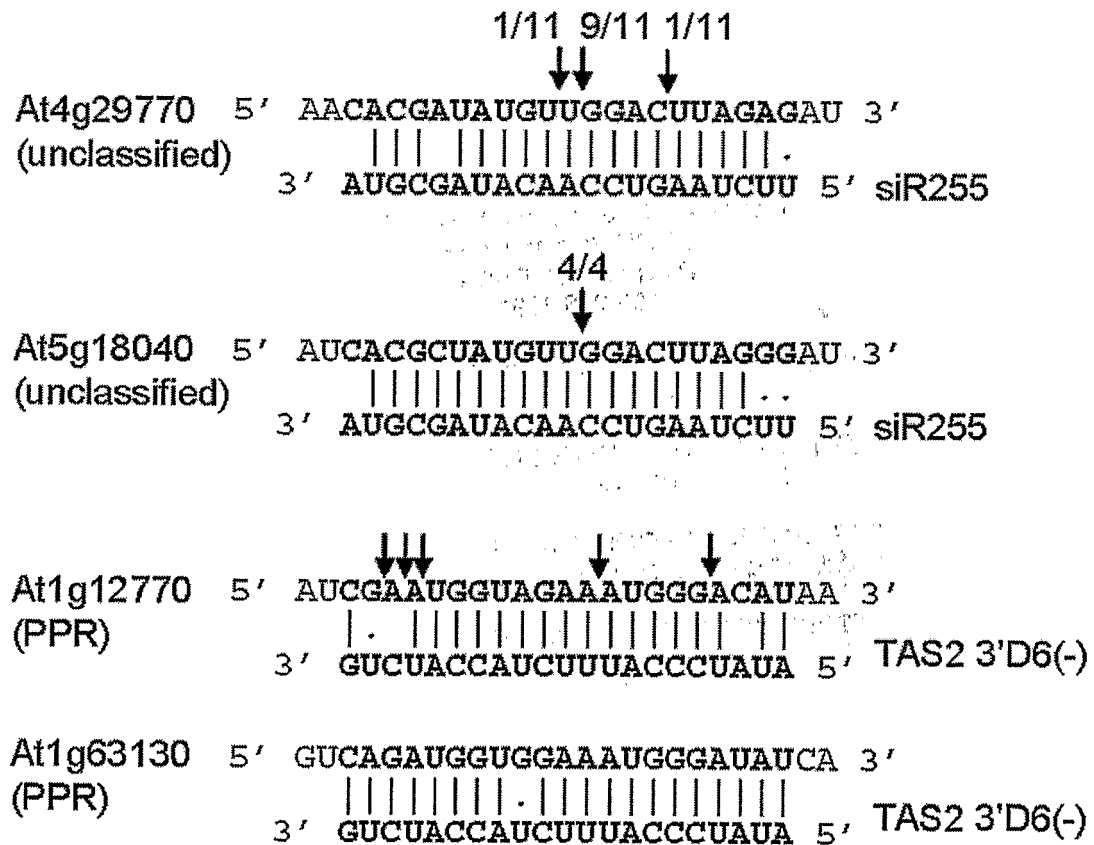 1/11 9/11 1/11
At4g29770 5′ AACACGAUAUGUUGGACUUAGAGAU 3′
(unclassified)
3′ AUGCGAUACAACCUGAAUCUU 5′ siR255
4/4
At5g18040 5′ AUCACGCUAUGUUGGACUUAGGGAU 3′
(unclassified)
3′ AUGCGAUACAACCUGAAUCUU 5′ siR255
At1g12770 5′ AUCGAAUGGUAGAAAUGGGACAUAA 3′
(PPR)
3′ GUCUACCAUCUUUACCCUAUA 5′ TAS2 3'D6(-)
At1g63130 5′ GUCAGAUGGUGGAAAUGGGAUAUCA 3′
(PPR)
3′ GUCUACCAUCUUUACCCUAUA 5′ TAS2 3'D6(-)